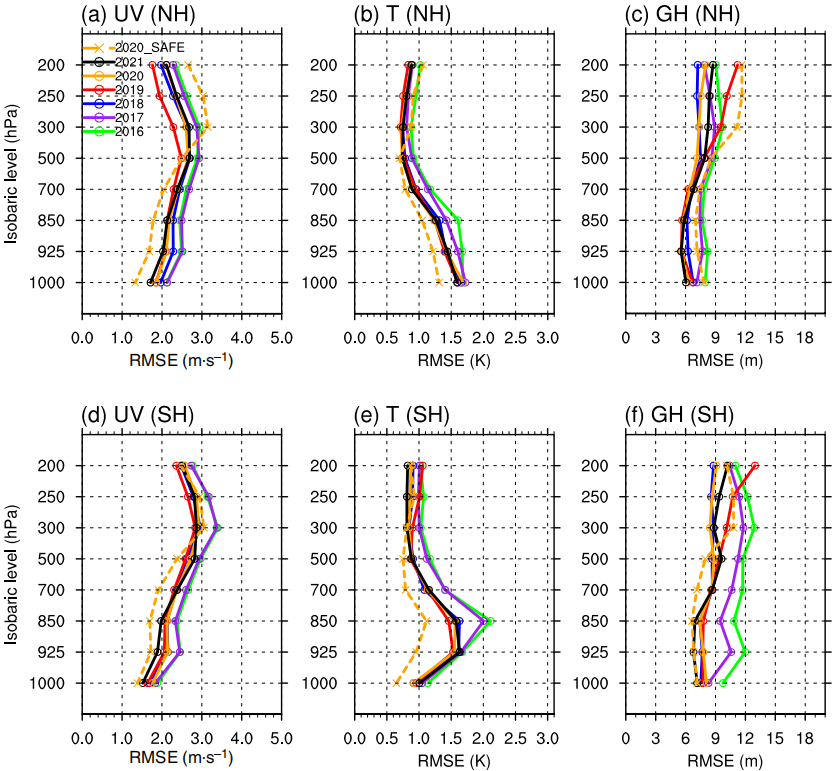 (a) UV (NH)
(b) T (NH)
(c) GH (NH)
2020_SAFE
2021
2020
2019
2018
2017
2016
Isobaric level (hPa)
200
250
300
500
700
850
925
1000
0.0 1.0 2.0 3.0 4.0 5.0
RMSE (m·s⁻¹)
200
250
300
500
700
850
925
1000
0.0 0.5 1.0 1.5 2.0 2.5 3.0
RMSE (K)
200
250
300
500
700
850
925
1000
0 3 6 9 12 15 18
RMSE (m)
(d) UV (SH)
(e) T (SH)
(f) GH (SH)
Isobaric level (hPa)
200
250
300
500
700
850
925
1000
0.0 1.0 2.0 3.0 4.0 5.0
RMSE (m·s⁻¹)
200
250
300
500
700
850
925
1000
0.0 0.5 1.0 1.5 2.0 2.5 3.0
RMSE (K)
200
250
300
500
700
850
925
1000
0 3 6 9 12 15 18
RMSE (m)